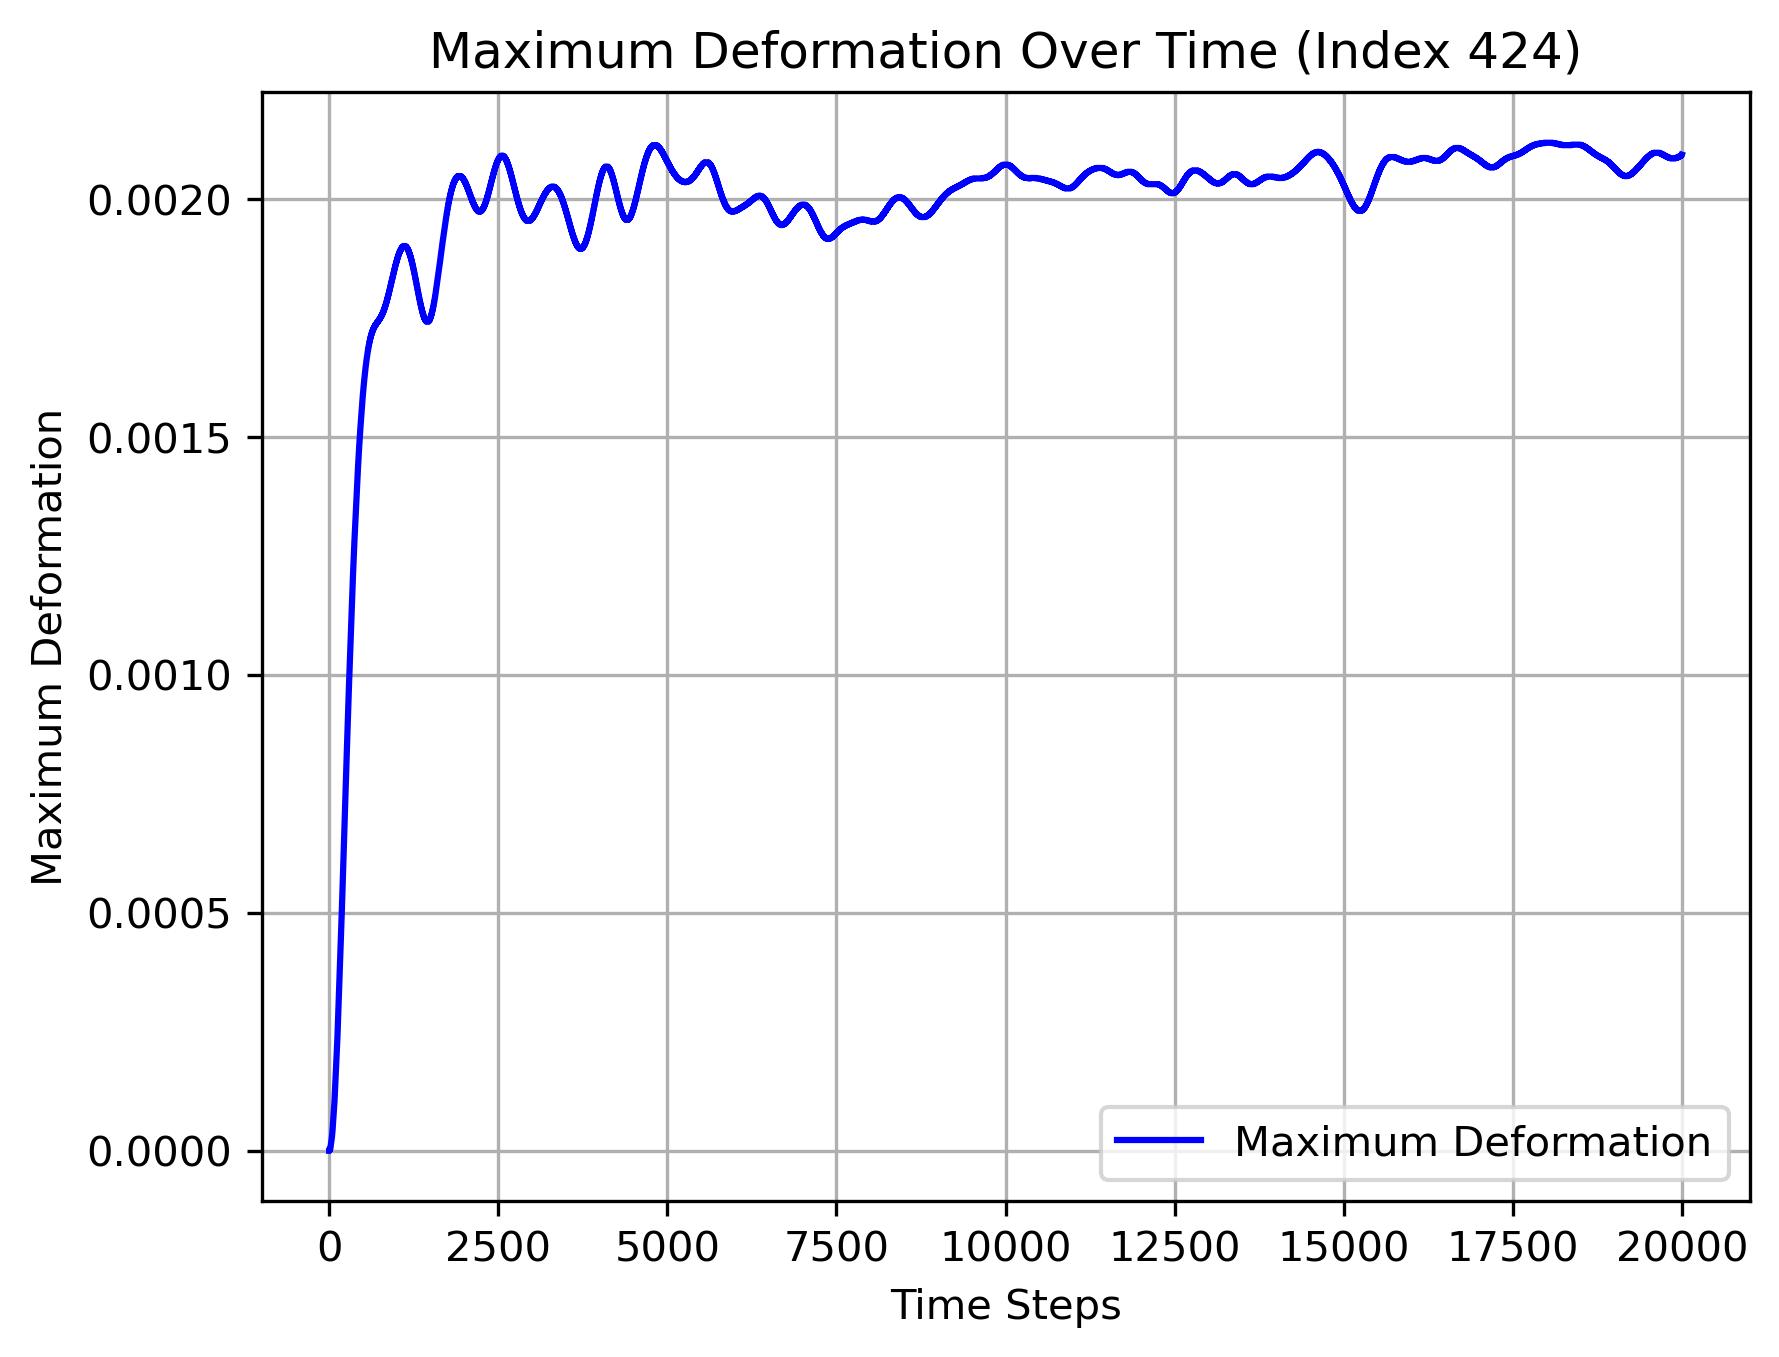 Maximum Deformation Over Time (Index 424)
Maximum Deformation
0.0020
0.0015
0.0010
0.0005
0.0000
Maximum Deformation
0 2500 5000 7500 10000 12500 15000 17500 20000
Time Steps